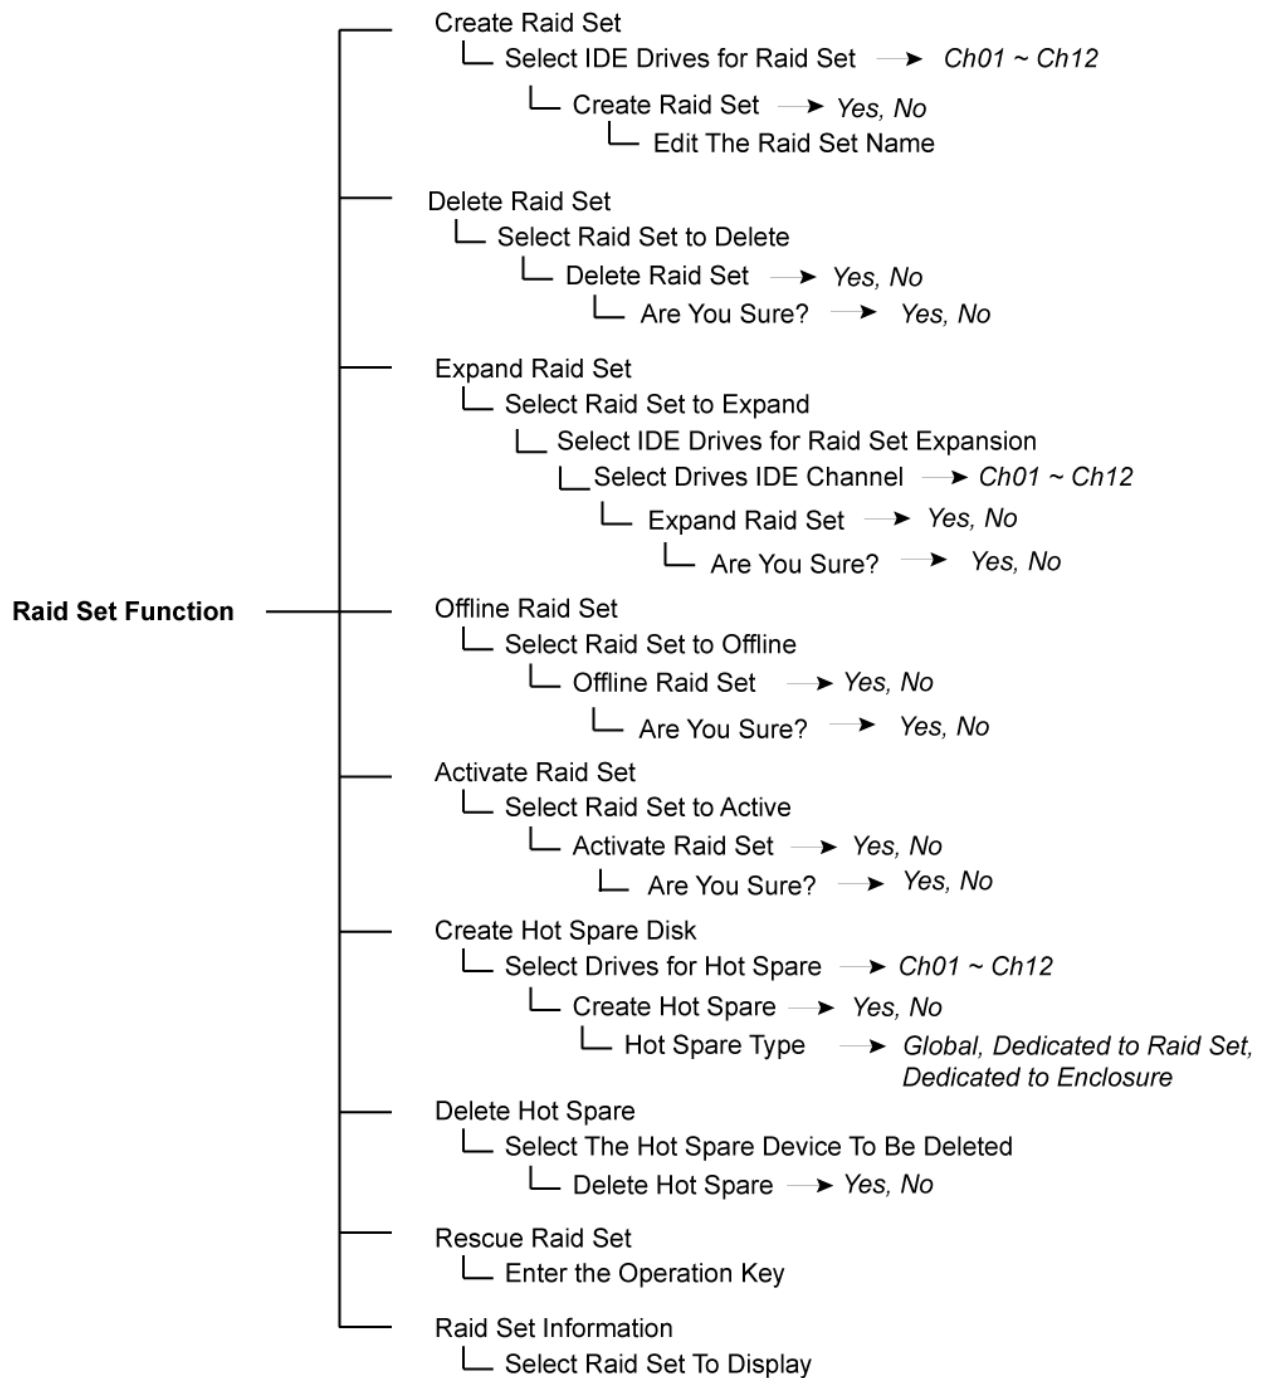 Create Raid Set
Select IDE Drives for Raid Set Ch01 ~ Ch12
Create Raid Set Yes, No
Edit The Raid Set Name
Delete Raid Set
Select Raid Set to Delete
Delete Raid Set Yes, No
Are You Sure? Yes, No
Expand Raid Set
Select Raid Set to Expand
Select IDE Drives for Raid Set Expansion
Select Drives IDE Channel Ch01 ~ Ch12
Expand Raid Set Yes, No
Are You Sure? Yes, No
Raid Set Function
Offline Raid Set
Select Raid Set to Offline
Offline Raid Set Yes, No
Are You Sure? Yes, No
Activate Raid Set
Select Raid Set to Active
Activate Raid Set Yes, No
Are You Sure? Yes, No
Create Hot Spare Disk
Select Drives for Hot Spare Ch01 ~ Ch12
Create Hot Spare Yes, No
Hot Spare Type Global, Dedicated to Raid Set,
Dedicated to Enclosure
Delete Hot Spare
Select The Hot Spare Device To Be Deleted
Delete Hot Spare Yes, No
Rescue Raid Set
Enter the Operation Key
Raid Set Information
Select Raid Set To Display